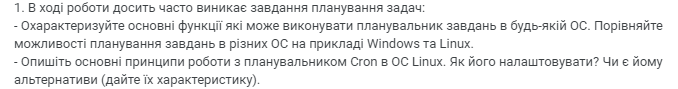 1. В ході роботи досить часто виникає завдання планування задач:
- Охарактеризуйте основні функції які може виконувати планувальник завдань в будь-якій ОС. Порівняйте
можливості планування завдань в різних ОС на прикладі Windows та Linux.
- Опишіть основні принципи роботи з планувальником Cron в ОС Linux. Як його налаштовувати? Чи є йому
альтернативи (дайте їх характеристику).